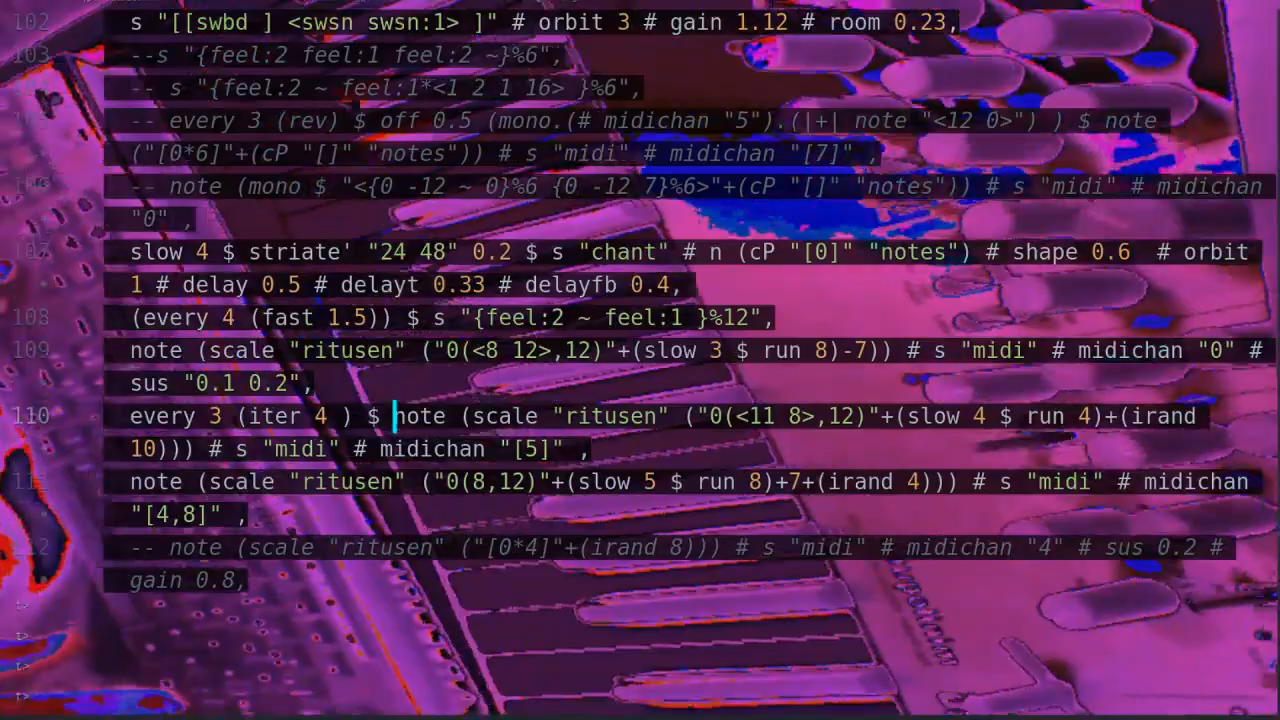 102 s "[[swbd ] <swsn swsn:1> ]" # orbit 3 # gain 1.12 # room 0.23,
103 --s "{feel:2 feel:1 feel:2 ~}%6",
-- s "{feel:2 ~ feel:1*<1 2 1 16> }%6",
-- every 3 (rev) $ off 0.5 (mono.(# midichan "5").(|+| note "<12 0>") ) $ note
("[0*6]"+(cP "[]" "notes")) # s "midi" # midichan "[7]" ,
106 -- note (mono $ "<{0 -12 ~ 0}%6 {0 -12 7}%6>"+(cP "[]" "notes")) # s "midi" # midichan
"0" ,
107 slow 4 $ striate' "24 48" 0.2 $ s "chant" # n (cP "[0]" "notes") # shape 0.6  # orbit
1 # delay 0.5 # delayt 0.33 # delayfb 0.4,
108 (every 4 (fast 1.5)) $ s "{feel:2 ~ feel:1 }%12",
109 note (scale "ritusen" ("0(<8 12>,12)"+(slow 3 $ run 8)-7)) # s "midi" # midichan "0" #
sus "0.1 0.2",
110 every 3 (iter 4 ) $ note (scale "ritusen" ("0(<11 8>,12)"+(slow 4 $ run 4)+(irand
10))) # s "midi" # midichan "[5]" ,
111 note (scale "ritusen" ("0(8,12)"+(slow 5 $ run 8)+7+(irand 4))) # s "midi" # midichan
"[4,8]" ,
112 -- note (scale "ritusen" ("[0*4]"+(irand 8))) # s "midi" # midichan "4" # sus 0.2 #
gain 0.8,